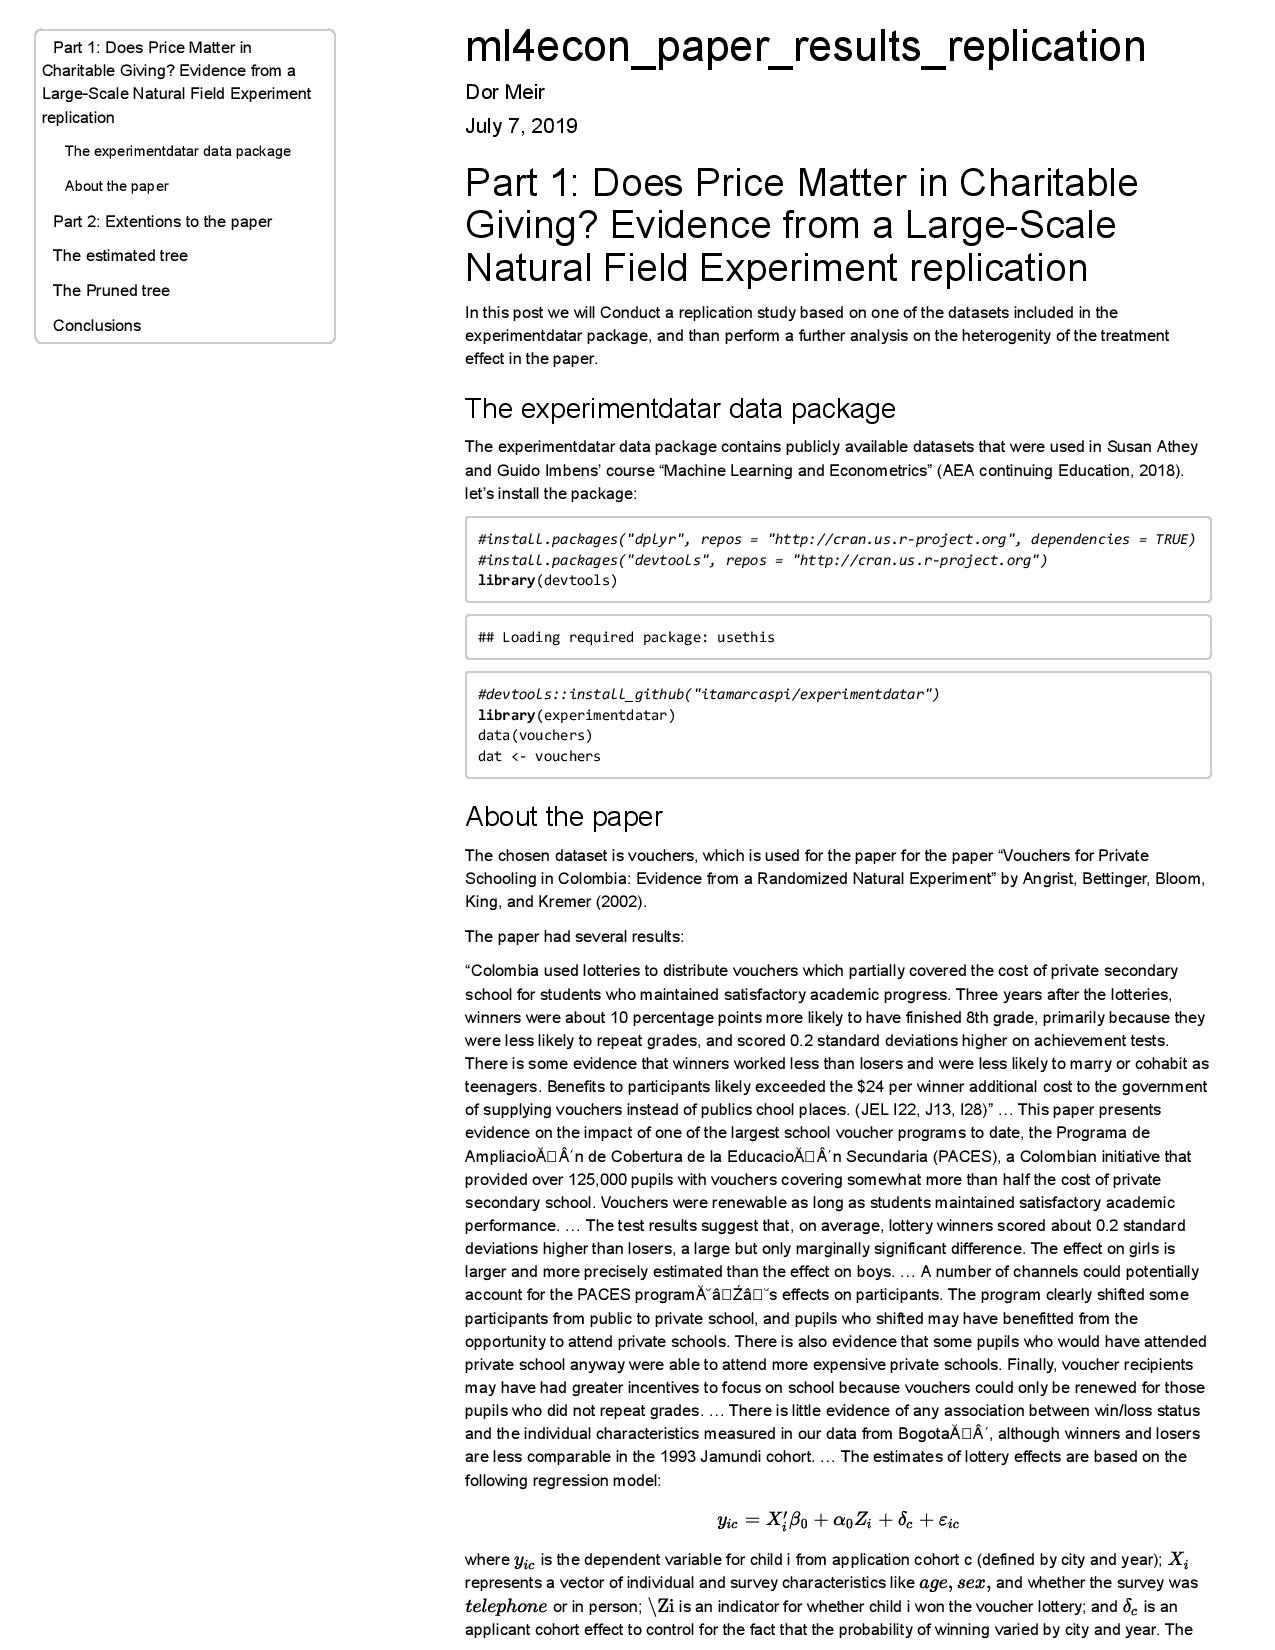 Part 1: Does Price Matter in
Charitable Giving? Evidence from a
Large-Scale Natural Field Experiment
replication
The experimentdatar data package
About the paper
Part 2: Extentions to the paper
The estimated tree
The Pruned tree
Conclusions
ml4econ_paper_results_replication
Dor Meir
July 7, 2019
Part 1: Does Price Matter in Charitable
Giving? Evidence from a Large-Scale
Natural Field Experiment replication
In this post we will Conduct a replication study based on one of the datasets included in the
experimentdatar package, and than perform a further analysis on the heterogenity of the treatment
effect in the paper.
The experimentdatar data package
The experimentdatar data package contains publicly available datasets that were used in Susan Athey
and Guido Imbens’ course “Machine Learning and Econometrics” (AEA continuing Education, 2018).
let’s install the package:
#install.packages("dplyr", repos = "http://cran.us.r-project.org", dependencies = TRUE)
#install.packages("devtools", repos = "http://cran.us.r-project.org")
library(devtools)
## Loading required package: usethis
#devtools::install_github("itamarcaspi/experimentdatar")
library(experimentdatar)
data(vouchers)
dat <- vouchers
About the paper
The chosen dataset is vouchers, which is used for the paper for the paper “Vouchers for Private
Schooling in Colombia: Evidence from a Randomized Natural Experiment” by Angrist, Bettinger, Bloom,
King, and Kremer (2002).
The paper had several results:
“Colombia used lotteries to distribute vouchers which partially covered the cost of private secondary
school for students who maintained satisfactory academic progress. Three years after the lotteries,
winners were about 10 percentage points more likely to have finished 8th grade, primarily because they
were less likely to repeat grades, and scored 0.2 standard deviations higher on achievement tests.
There is some evidence that winners worked less than losers and were less likely to marry or cohabit as
teenagers. Benefits to participants likely exceeded the $24 per winner additional cost to the government
of supplying vouchers instead of publics chool places. (JEL I22, J13, I28)” … This paper presents
evidence on the impact of one of the largest school voucher programs to date, the Programa de
AmpliacioĂ□Â´n de Cobertura de la EducacioĂ□Â´n Secundaria (PACES), a Colombian initiative that
provided over 125,000 pupils with vouchers covering somewhat more than half the cost of private
secondary school. Vouchers were renewable as long as students maintained satisfactory academic
performance. … The test results suggest that, on average, lottery winners scored about 0.2 standard
deviations higher than losers, a large but only marginally significant difference. The effect on girls is
larger and more precisely estimated than the effect on boys. … A number of channels could potentially
account for the PACES programĂ˘â□Źâ□˘s effects on participants. The program clearly shifted some
participants from public to private school, and pupils who shifted may have benefitted from the
opportunity to attend private schools. There is also evidence that some pupils who would have attended
private school anyway were able to attend more expensive private schools. Finally, voucher recipients
may have had greater incentives to focus on school because vouchers could only be renewed for those
pupils who did not repeat grades. … There is little evidence of any association between win/loss status
and the individual characteristics measured in our data from BogotaĂ□Â´, although winners and losers
are less comparable in the 1993 Jamundi cohort. … The estimates of lottery effects are based on the
following regression model:
y_ic = X′_i β_0 + α_0 Z_i + δ_c + ε_ic
where y_ic is the dependent variable for child i from application cohort c (defined by city and year); X_i
represents a vector of individual and survey characteristics like age, sex, and whether the survey was
telephone or in person; \Zi is an indicator for whether child i won the voucher lottery; and δ_c is an
applicant cohort effect to control for the fact that the probability of winning varied by city and year. The